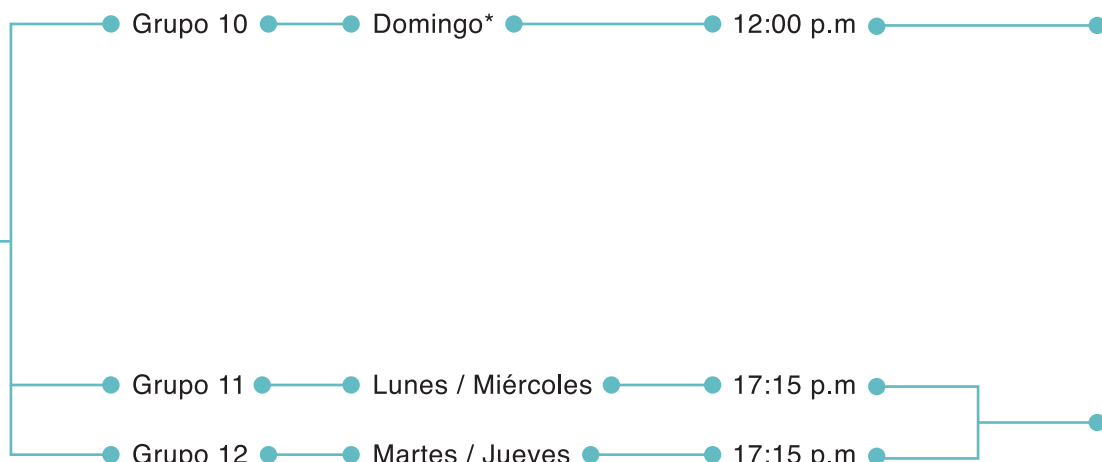 Grupo 10 Domingo* 12:00 p.m
Grupo 11 Lunes / Miércoles 17:15 p.m
Grupo 12 Martes / Jueves 17:15 p.m